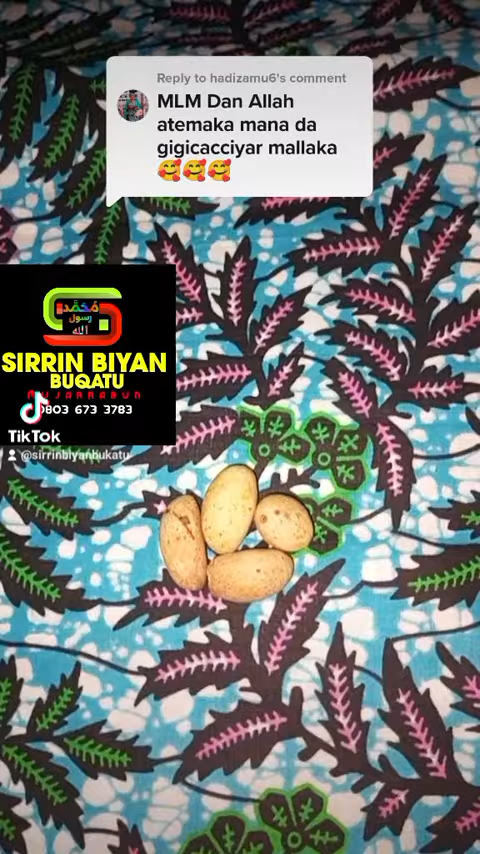 Reply to hadizamu6's comment
MLM Dan Allah
atemaka mana da
gigicacciyar mallaka
🥰🥰🥰
مُحَمَّد
رسول
الله
SIRRIN BIYAN
BUQATU
MUJARRABUN
0803 673 3783
TikTok
@sirrinbiyanbukatu